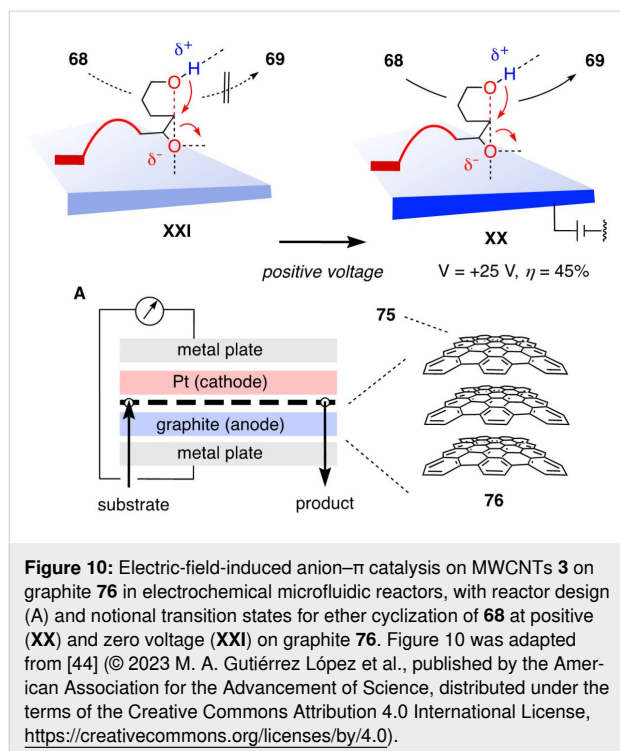 68
δ+
H
69
O
O
δ−
XXI
68
δ+
H
69
O
O
δ−
XX
positive voltage
V = +25 V, η = 45%
A
metal plate
Pt (cathode)
graphite (anode)
metal plate
substrate
product
75
76
Figure 10: Electric-field-induced anion–π catalysis on MWCNTs 3 on
graphite 76 in electrochemical microfluidic reactors, with reactor design
(A) and notional transition states for ether cyclization of 68 at positive
(XX) and zero voltage (XXI) on graphite 76. Figure 10 was adapted
from [44] (© 2023 M. A. Gutiérrez López et al., published by the Amer-
ican Association for the Advancement of Science, distributed under the
terms of the Creative Commons Attribution 4.0 International License,
https://creativecommons.org/licenses/by/4.0).